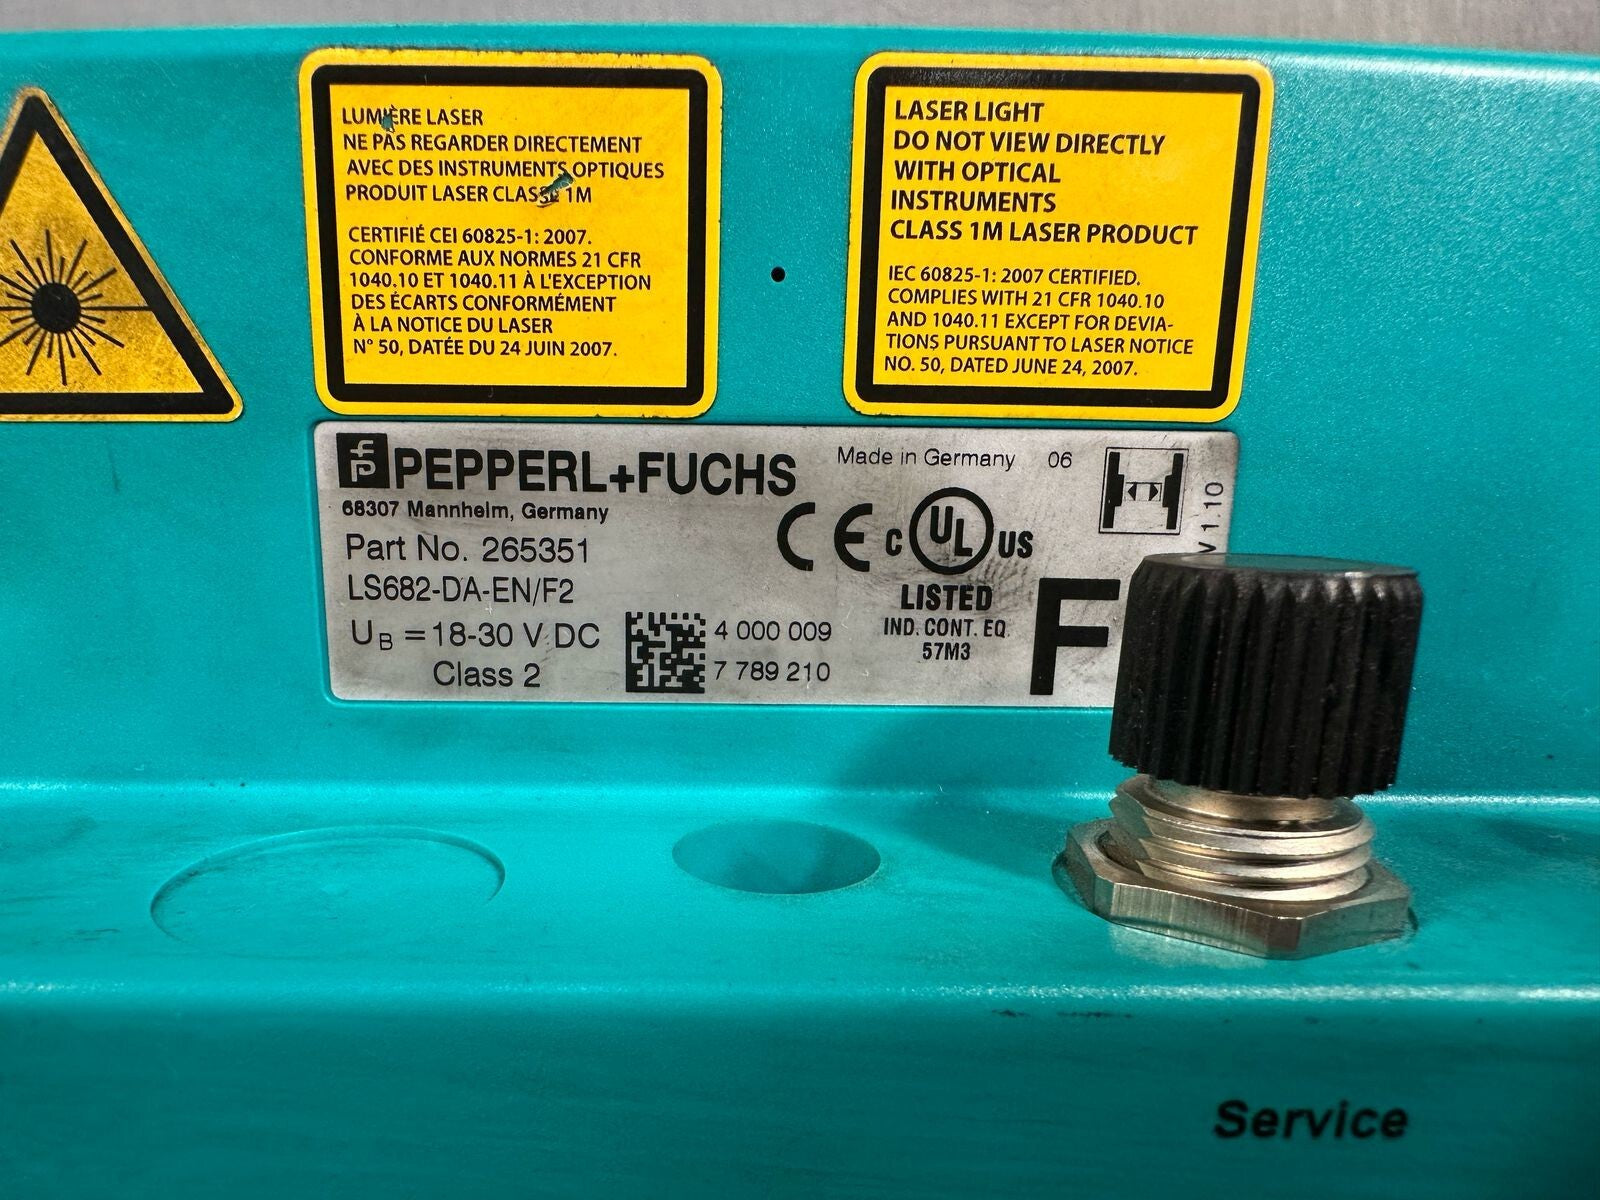 LUMIÈRE LASER
NE PAS REGARDER DIRECTEMENT
AVEC DES INSTRUMENTS OPTIQUES
PRODUIT LASER CLASSE 1M
CERTIFIÉ CEI 60825-1: 2007.
CONFORME AUX NORMES 21 CFR
1040.10 ET 1040.11 À L'EXCEPTION
DES ÉCARTS CONFORMÉMENT
À LA NOTICE DU LASER
N° 50, DATÉE DU 24 JUIN 2007.
LASER LIGHT
DO NOT VIEW DIRECTLY
WITH OPTICAL
INSTRUMENTS
CLASS 1M LASER PRODUCT
IEC 60825-1: 2007 CERTIFIED.
COMPLIES WITH 21 CFR 1040.10
AND 1040.11 EXCEPT FOR DEVIA-
TIONS PURSUANT TO LASER NOTICE
NO. 50, DATED JUNE 24, 2007.
PEPPERL+FUCHS
68307 Mannheim, Germany
Part No. 265351
LS682-DA-EN/F2
UB = 18-30 V DC
Class 2
4 000 009
7 789 210
Made in Germany 06
CE
C UL US
LISTED
IND. CONT. EQ.
57M3
V 1.10
F
Service